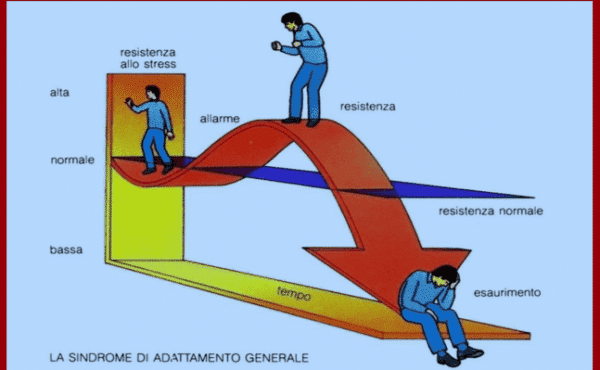 resistenza
allo stress
alta
allarme
resistenza
normale
resistenza normale
bassa
tempo
esaurimento
LA SINDROME DI ADATTAMENTO GENERALE